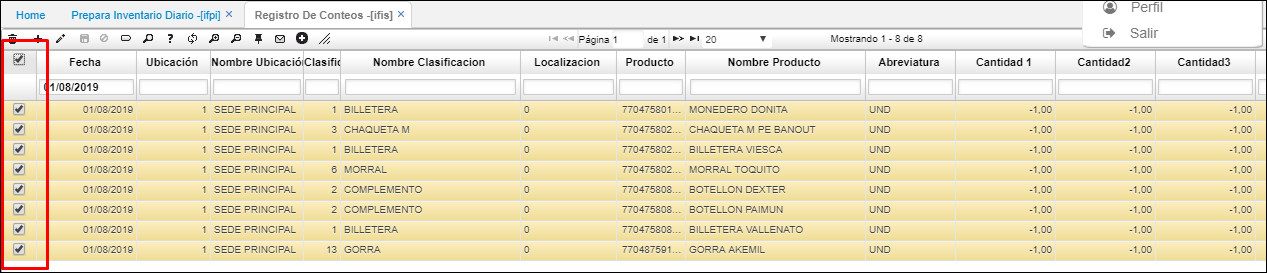 Home Prepara Inventario Diario -[ifpi] × Registro De Conteos -[ifis] × Perfil
Página 1 de 1 20 Mostrando 1 - 8 de 8 Salir
Fecha Ubicación Nombre Ubicació Clasific Nombre Clasificacion Localizacion Producto Nombre Producto Abreviatura Cantidad 1 Cantidad2 Cantidad3
01/08/2019
01/08/2019 1 SEDE PRINCIPAL 1 BILLETERA 0 770475801... MONEDERO DONITA UND -1,00 -1,00 -1,00
01/08/2019 1 SEDE PRINCIPAL 3 CHAQUETA M 0 770475802... CHAQUETA M PE BANOUT UND -1,00 -1,00 -1,00
01/08/2019 1 SEDE PRINCIPAL 1 BILLETERA 0 770475802... BILLETERA VIESCA UND -1,00 -1,00 -1,00
01/08/2019 1 SEDE PRINCIPAL 6 MORRAL 0 770475802... MORRAL TOQUITO UND -1,00 -1,00 -1,00
01/08/2019 1 SEDE PRINCIPAL 2 COMPLEMENTO 0 770475808... BOTELLON DEXTER UND -1,00 -1,00 -1,00
01/08/2019 1 SEDE PRINCIPAL 2 COMPLEMENTO 0 770475808... BOTELLON PAIMUN UND -1,00 -1,00 -1,00
01/08/2019 1 SEDE PRINCIPAL 1 BILLETERA 0 770475808... BILLETERA VALLENATO UND -1,00 -1,00 -1,00
01/08/2019 1 SEDE PRINCIPAL 13 GORRA 0 770487591... GORRA AKEMIL UND -1,00 -1,00 -1,00